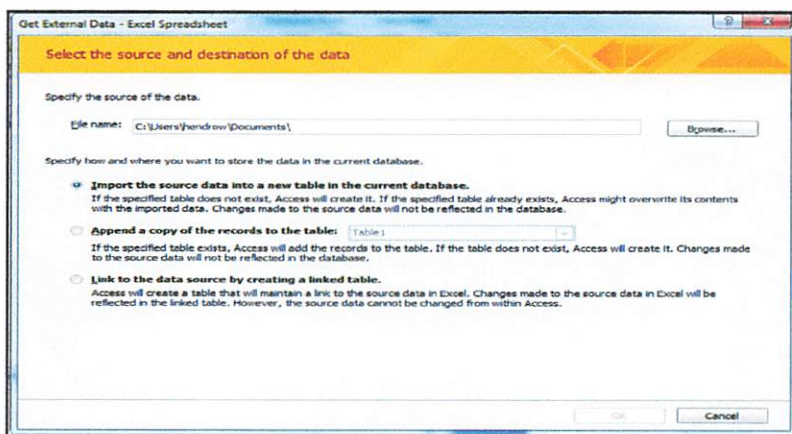 Get External Data - Excel Spreadsheet
Select the source and destination of the data
Specify the source of the data.
File name: C:\Users\hendrow\Documents\ Browse...
Specify how and where you want to store the data in the current database.
Import the source data into a new table in the current database.
If the specified table does not exist, Access will create it. If the specified table already exists, Access might overwrite its contents
with the imported data. Changes made to the source data will not be reflected in the database.
Append a copy of the records to the table: Table1
If the specified table exists, Access will add the records to the table. If the table does not exist, Access will create it. Changes made
to the source data will not be reflected in the database.
Link to the data source by creating a linked table.
Access will create a table that will maintain a link to the source data in Excel. Changes made to the source data in Excel will be
reflected in the linked table. However, the source data cannot be changed from within Access.
OK Cancel